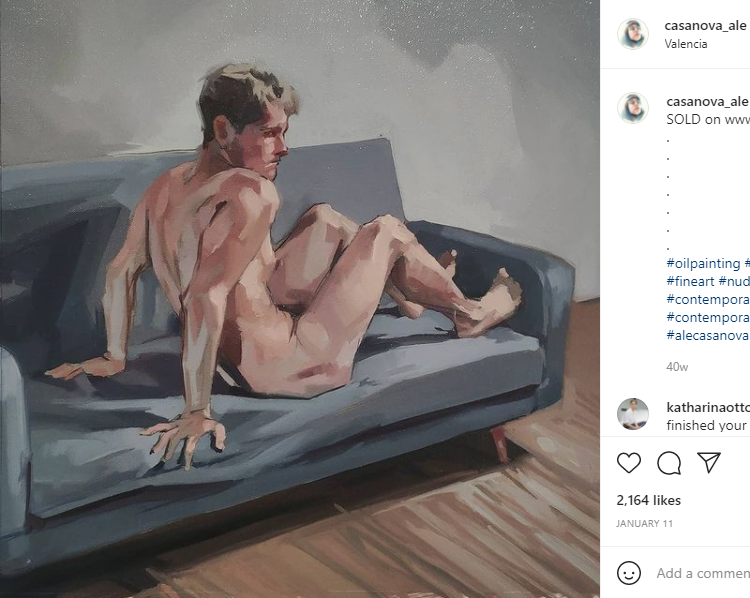 casanova_ale
Valencia
casanova_ale
SOLD on www
.
.
.
.
.
.
.
#oilpainting #
#fineart #nud
#contempora
#contempora
#alecasanova
40w
katharinaotto
finished your
2,164 likes
JANUARY 11
Add a commen